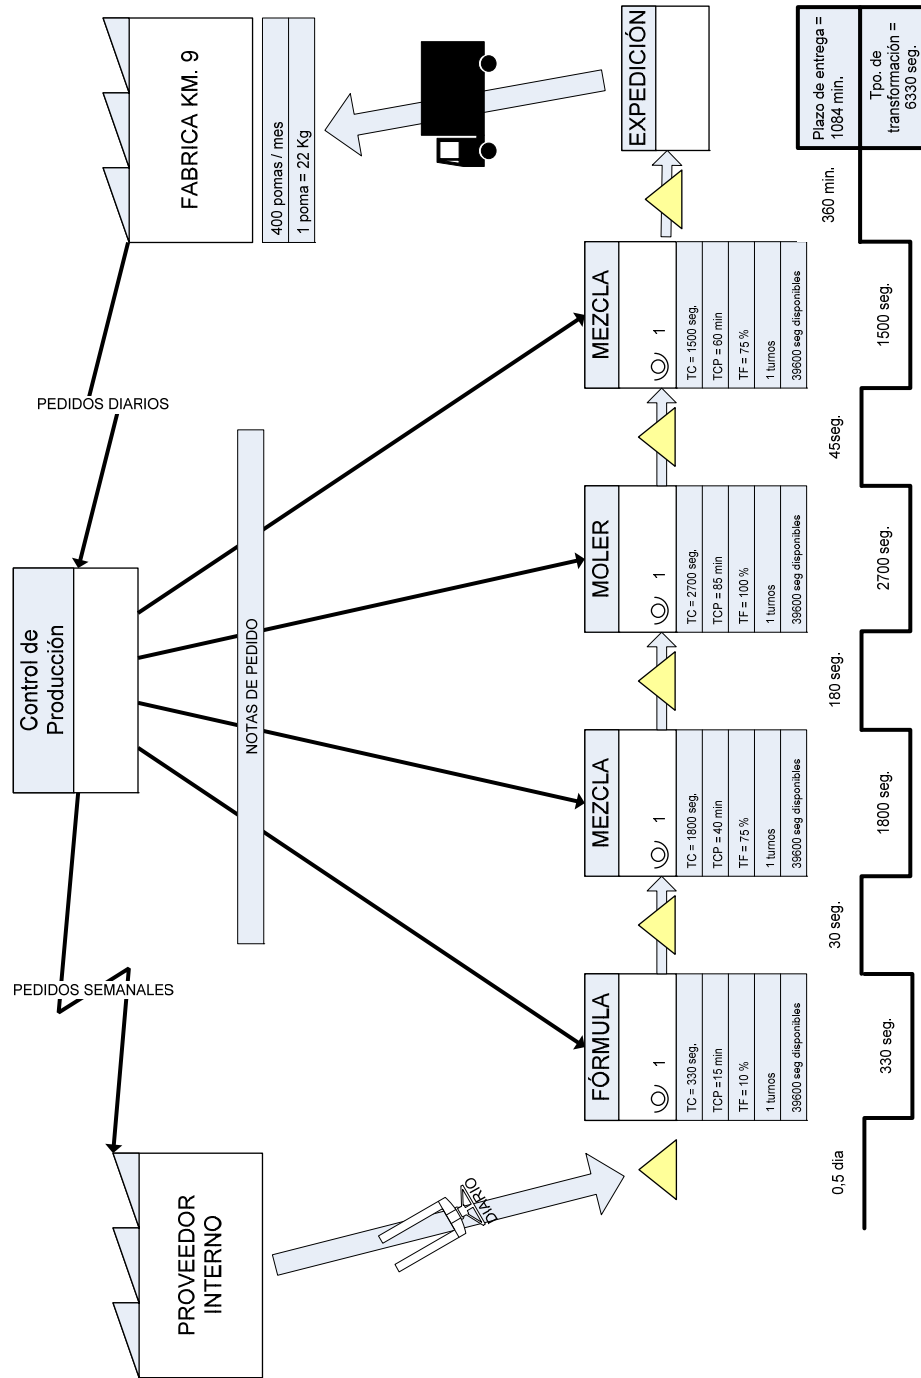 PROVEEDOR
INTERNO
PEDIDOS SEMANALES
Control de
Producción
PEDIDOS DIARIOS
FABRICA KM. 9
400 pomas / mes
1 poma = 22 Kg
NOTAS DE PEDIDO
DIARIO
FÓRMULA
1
TC = 330 seg.
TCP =15 min
TF = 10 %
1 turnos
39600 seg disponibles
MEZCLA
1
TC = 1800 seg.
TCP = 40 min
TF = 75 %
1 turnos
39600 seg disponibles
MOLER
1
TC = 2700 seg.
TCP = 85 min
TF = 100 %
1 turnos
39600 seg disponibles
MEZCLA
1
TC = 1500 seg.
TCP = 60 min
TF = 75 %
1 turnos
39600 seg disponibles
EXPEDICIÓN
0,5 dia
330 seg.
30 seg.
1800 seg.
180 seg.
2700 seg.
45seg.
1500 seg.
360 min.
Plazo de entrega =
1084 min.
Tpo. de
transformación =
6330 seg.